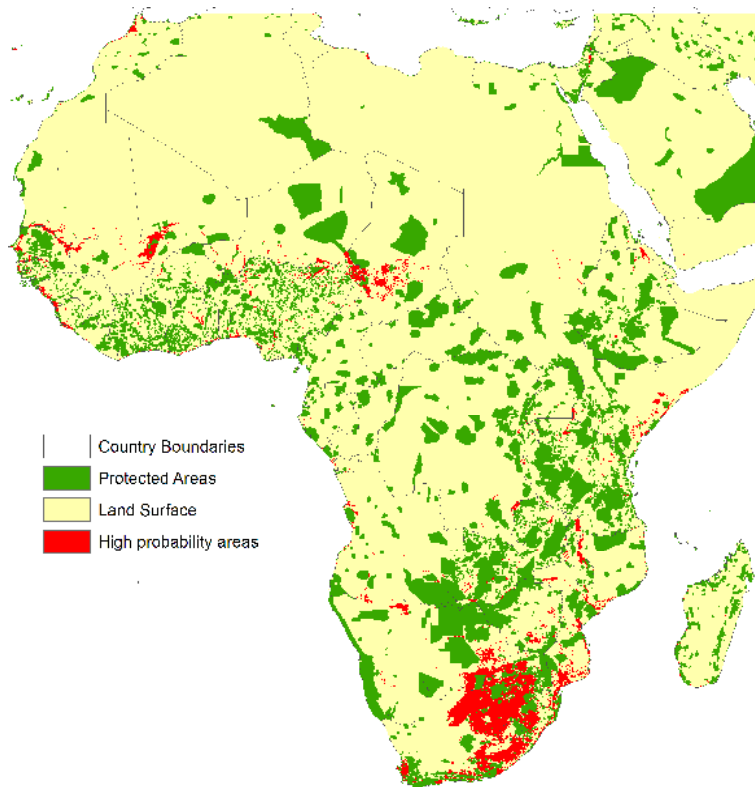 Country Boundaries
Protected Areas
Land Surface
High probability areas